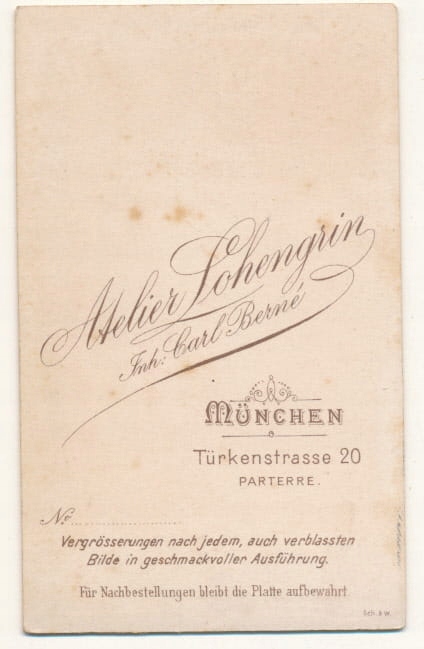 Atelier Lohengrin
Inh: Carl Berné
MÜNCHEN
Türkenstrasse 20
PARTERRE.
No.
Vergrösserungen nach jedem, auch verblassten
Bilde in geschmackvoller Ausführung.
Für Nachbestellungen bleibt die Platte aufbewahrt
Sch. & W.